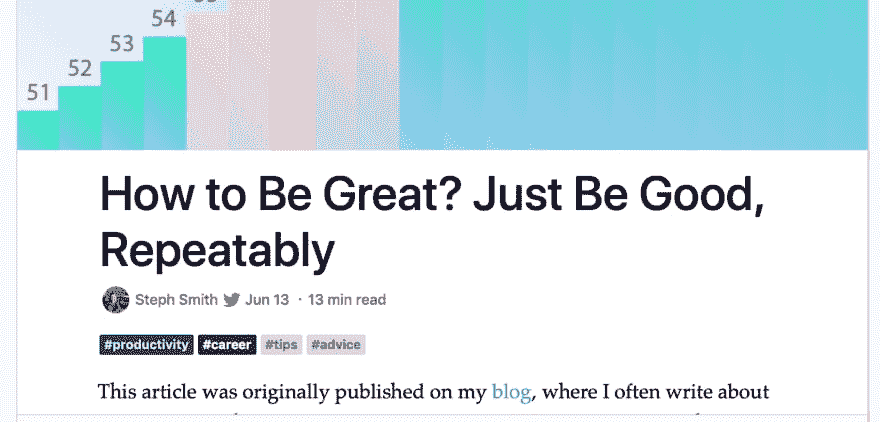 54
53
52
51
How to Be Great? Just Be Good,
Repeatably
Steph Smith Jun 13 · 13 min read
#productivity #career #tips #advice
This article was originally published on my blog, where I often write about